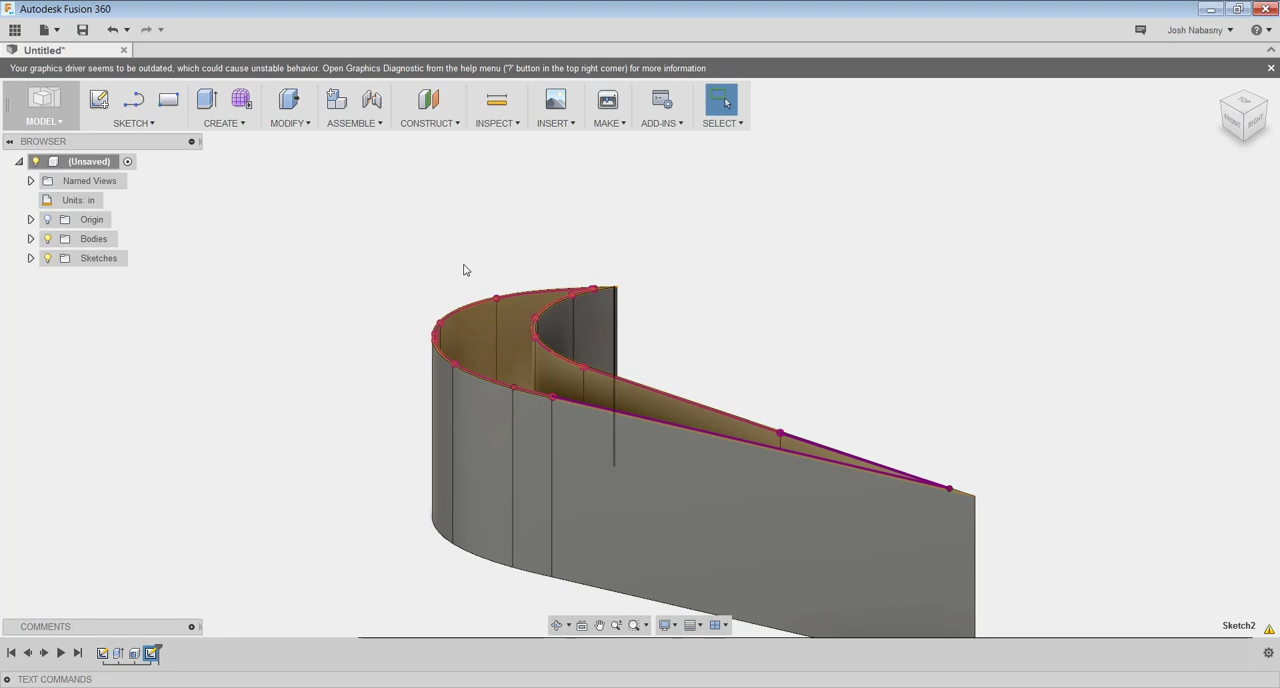 Autodesk Fusion 360
Josh Nabasny
Untitled*
Your graphics driver seems to be outdated, which could cause unstable behavior. Open Graphics Diagnostic from the help menu ('?' button in the top right corner) for more information
MODEL
SKETCH
CREATE
MODIFY
ASSEMBLE
CONSTRUCT
INSPECT
INSERT
MAKE
ADD-INS
SELECT
TOP
FRONT
RIGHT
BROWSER
(Unsaved)
Named Views
Units: in
Origin
Bodies
Sketches
COMMENTS
Sketch2
TEXT COMMANDS